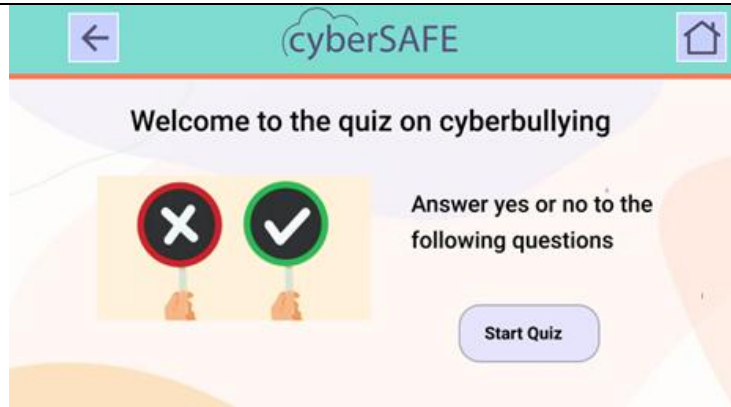 cyberSAFE
Welcome to the quiz on cyberbullying
Answer yes or no to the
following questions
Start Quiz